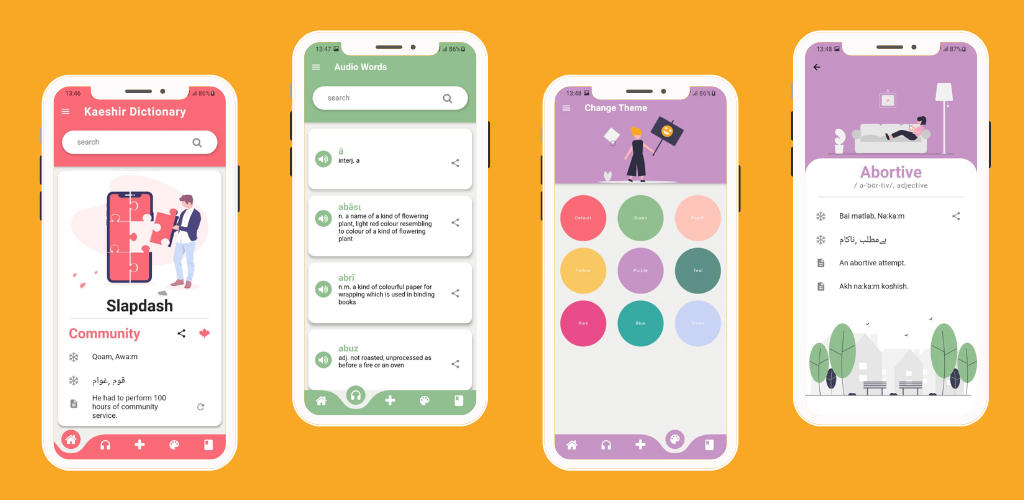 13:46
86%
Kaeshir Dictionary
search
Slapdash
Community
Qoam, Awa:m
قوم ,عوام
He had to perform 100
hours of community
service.
13:47
86%
Audio Words
search
ā
interj. a
abāsı
n. a name of a kind of flowering
plant, light red colour resembling
to colour of a kind of flowering
plant
abrī
n.m. a kind of colourful paper for
wrapping which is used in binding
books
abuz
adj. not roasted, unprocessed as
before a fire or an oven
13:48
86%
Change Theme
Default
Green
Peach
Yellow
Purple
Teal
Pink
Blue
13:48
87%
Abortive
/ ə-ˈbȯr-tiv/, adjective
Bai matlab, Na:ka:m
بےمطلب ,ناکام
An abortive attempt.
Akh na:ka:m koshish.